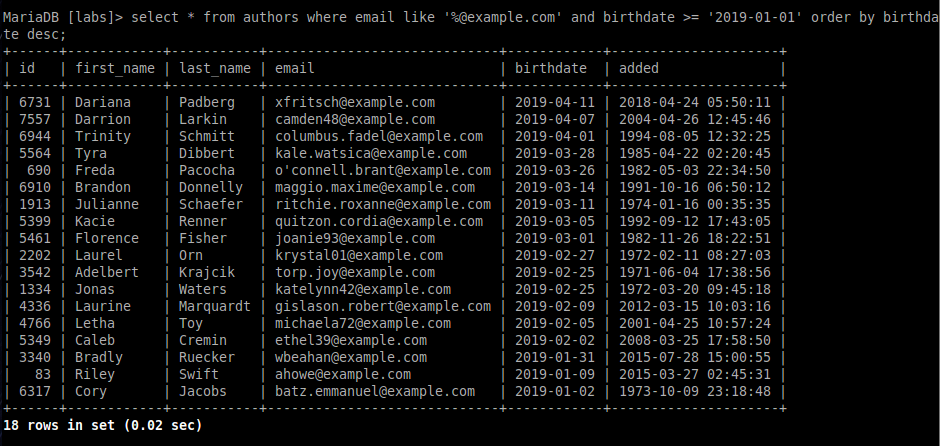 MariaDB [labs]> select * from authors where email like '%@example.com' and birthdate >= '2019-01-01' order by birthda
te desc;
+------+------------+-----------+-----------------------------+------------+---------------------+
| id   | first_name | last_name | email                       | birthdate  | added               |
+------+------------+-----------+-----------------------------+------------+---------------------+
| 6731 | Dariana    | Padberg   | xfritsch@example.com        | 2019-04-11 | 2018-04-24 05:50:11 |
| 7557 | Darrion    | Larkin    | camden48@example.com        | 2019-04-07 | 2004-04-26 12:45:46 |
| 6944 | Trinity    | Schmitt   | columbus.fadel@example.com  | 2019-04-01 | 1994-08-05 12:32:25 |
| 5564 | Tyra       | Dibbert   | kale.watsica@example.com    | 2019-03-28 | 1985-04-22 02:20:45 |
|  690 | Freda      | Pacocha   | o'connell.brant@example.com | 2019-03-26 | 1982-05-03 22:34:50 |
| 6910 | Brandon    | Donnelly  | maggio.maxime@example.com   | 2019-03-14 | 1991-10-16 06:50:12 |
| 1913 | Julianne   | Schaefer  | ritchie.roxanne@example.com | 2019-03-11 | 1974-01-16 00:35:35 |
| 5399 | Kacie      | Renner    | quitzon.cordia@example.com  | 2019-03-05 | 1992-09-12 17:43:05 |
| 5461 | Florence   | Fisher    | joanie93@example.com        | 2019-03-01 | 1982-11-26 18:22:51 |
| 2202 | Laurel     | Orn       | krystal01@example.com       | 2019-02-27 | 1972-02-11 08:27:03 |
| 3542 | Adelbert   | Krajcik   | torp.joy@example.com        | 2019-02-25 | 1971-06-04 17:38:56 |
| 1334 | Jonas      | Waters    | katelynn42@example.com      | 2019-02-25 | 1972-03-20 09:45:18 |
| 4336 | Laurine    | Marquardt | gislason.robert@example.com | 2019-02-09 | 2012-03-15 10:03:16 |
| 4766 | Letha      | Toy       | michaela72@example.com      | 2019-02-05 | 2001-04-25 10:57:24 |
| 5349 | Caleb      | Cremin    | ethel39@example.com         | 2019-02-02 | 2008-03-25 17:58:50 |
| 3340 | Bradly     | Ruecker   | wbeahan@example.com         | 2019-01-31 | 2015-07-28 15:00:55 |
|   83 | Riley      | Swift     | ahowe@example.com           | 2019-01-09 | 2015-03-27 02:45:31 |
| 6317 | Cory       | Jacobs    | batz.emmanuel@example.com   | 2019-01-02 | 1973-10-09 23:18:48 |
+------+------------+-----------+-----------------------------+------------+---------------------+
18 rows in set (0.02 sec)